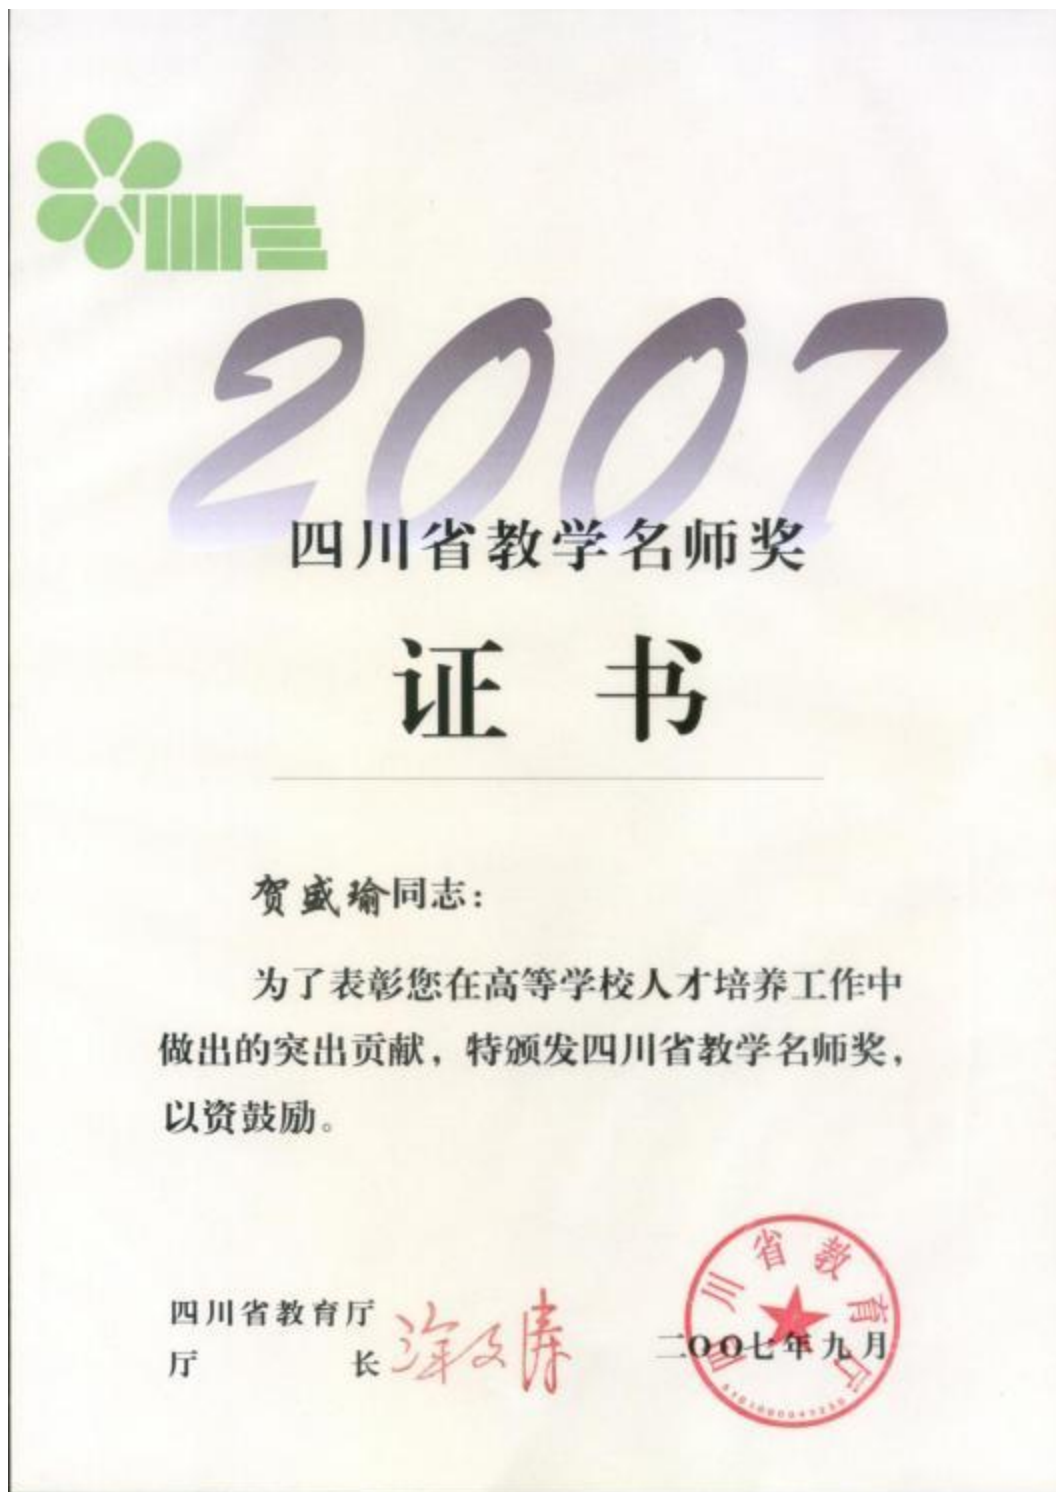 2007
四川省教学名师奖
证书
贺盛瑜同志：
为了表彰您在高等学校人才培养工作中
做出的突出贡献，特颁发四川省教学名师奖，
以资鼓励。
四川省教育厅
厅长
二〇〇七年九月
四川省教育厅